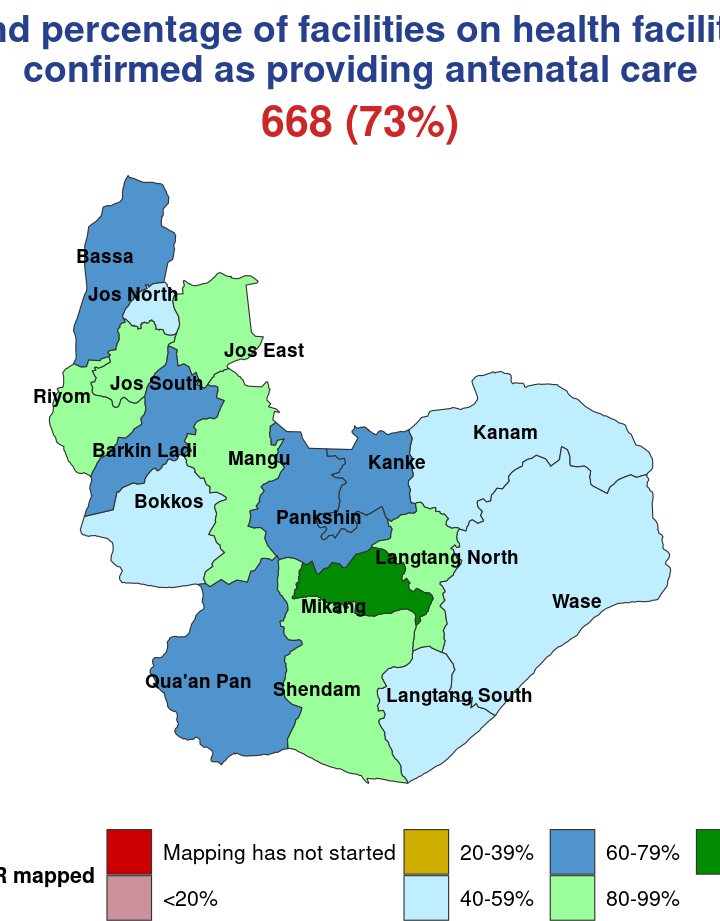 percentage of facilities on health
confirmed as providing antenatal care
668 (73%)
Bassa
Jos North
Jos East
Jos South
Riyom
Kanam
Barkin Ladi
Mangu
Kanke
Bokkos
Pankshin
Langtang North
Mikang
Wase
Qua'an Pan
Shendam
Langtang South
Mapping has not started
20-39%
60-79%
mapped
<20%
40-59%
80-99%